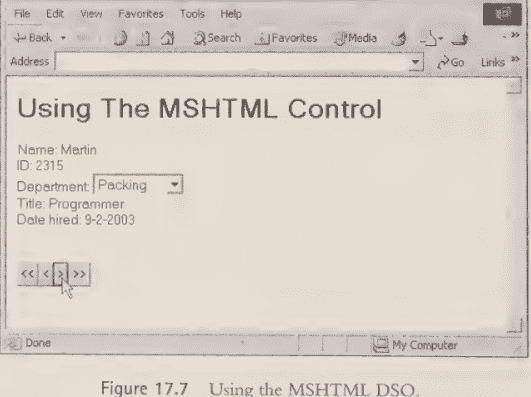 File Edit View Favorites Tools Help
Back Search Favorites Media »
Address Go Links »
Using The MSHTML Control
Name: Martin
ID: 2315
Department: Packing
Title: Programmer
Date hired: 9-2-2003
<< < > >>
Done My Computer
Figure 17.7 Using the MSHTML DSO.